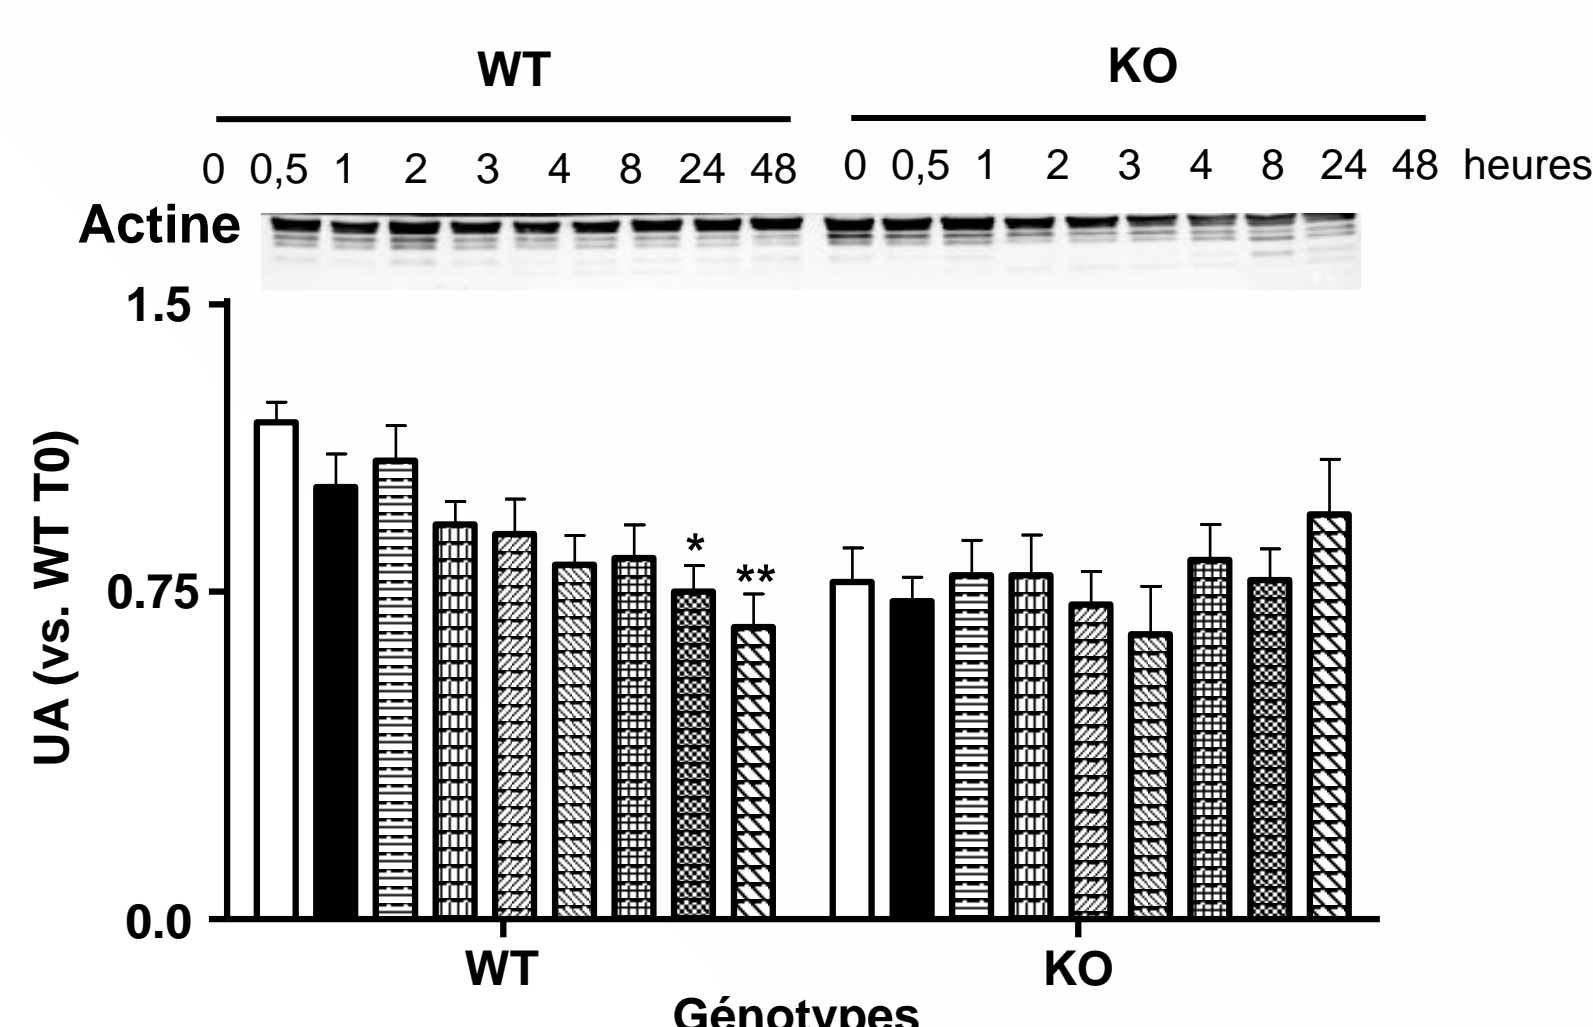 WT KO
0 0,5 1 2 3 4 8 24 48 0 0,5 1 2 3 4 8 24 48 heures
Actine
1.5
0.75
0.0
UA (vs. WT T0)
*
**
WT KO
Génotypes